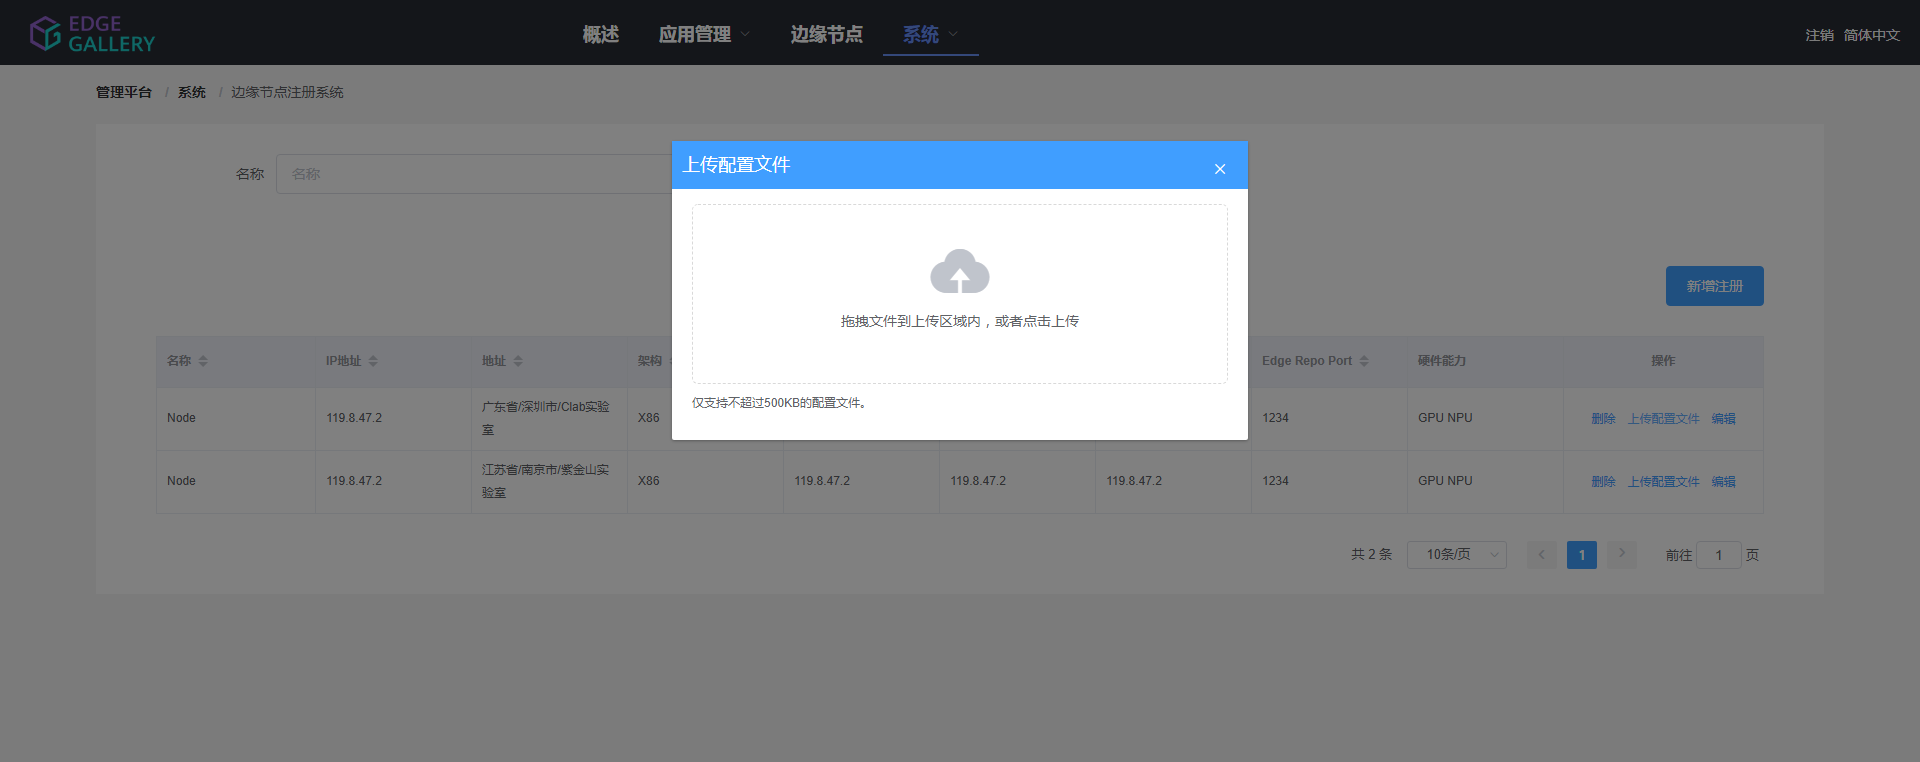 EDGE
GALLERY
概述
应用管理
边缘节点
系统
注销 简体中文
管理平台 / 系统 / 边缘节点注册系统
上传配置文件
名称
名称
拖拽文件到上传区域内，或者点击上传
仅支持不超过500KB的配置文件。
新增注册
名称 IP地址 地址 架构 Edge Repo Port 硬件能力 操作
Node 119.8.47.2 广东省/深圳市/Clab实验室 X86 1234 GPU NPU 删除 上传配置文件 编辑
Node 119.8.47.2 江苏省/南京市/紫金山实验室 X86 119.8.47.2 119.8.47.2 119.8.47.2 1234 GPU NPU 删除 上传配置文件 编辑
共 2 条 10条/页 1 前往 1 页